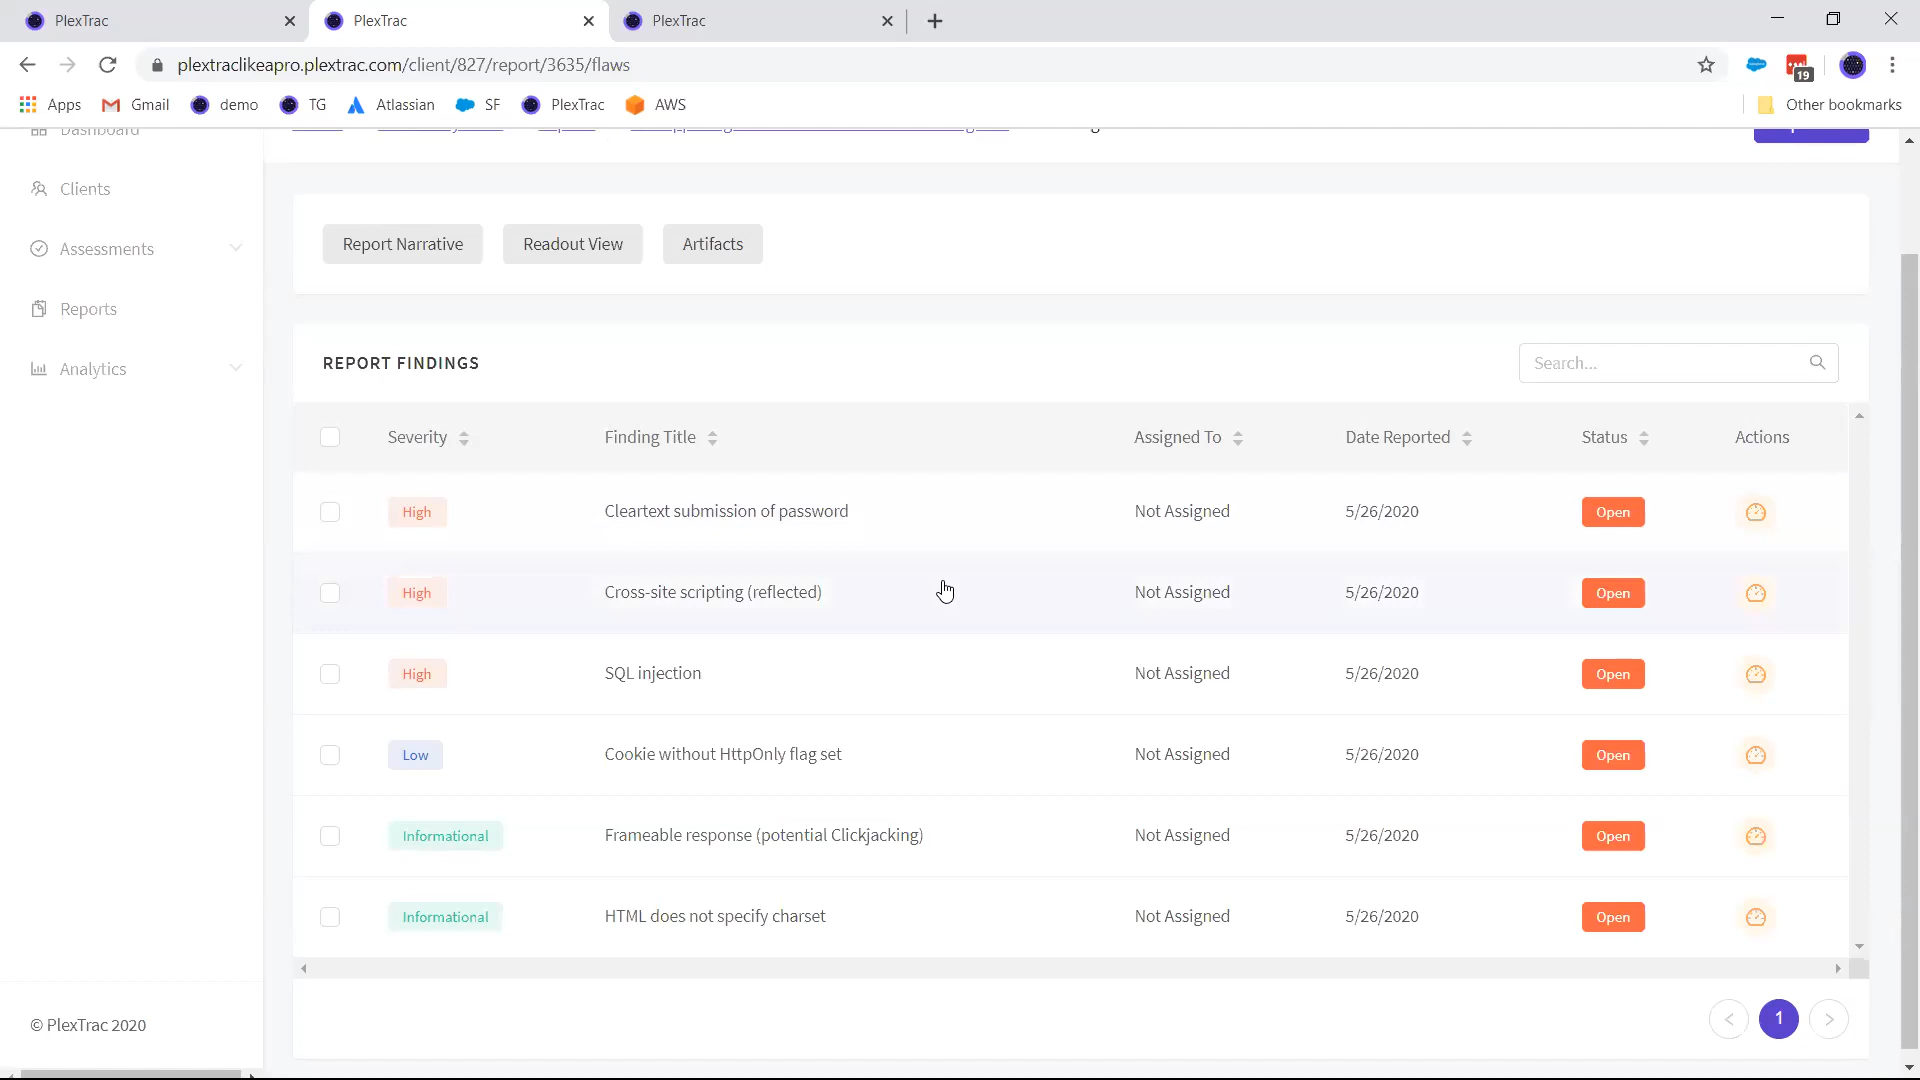 PlexTrac
PlexTrac
PlexTrac
plextraclikeapro.plextrac.com/client/827/report/3635/flaws
19
Apps
Gmail
demo
TG
Atlassian
SF
PlexTrac
AWS
Other bookmarks
Dashboard
Clients
Assessments
Reports
Analytics
Report Narrative
Readout View
Artifacts
REPORT FINDINGS
Search...
Severity Finding Title Assigned To Date Reported Status Actions
High Cleartext submission of password Not Assigned 5/26/2020 Open
High Cross-site scripting (reflected) Not Assigned 5/26/2020 Open
High SQL injection Not Assigned 5/26/2020 Open
Low Cookie without HttpOnly flag set Not Assigned 5/26/2020 Open
Informational Frameable response (potential Clickjacking) Not Assigned 5/26/2020 Open
Informational HTML does not specify charset Not Assigned 5/26/2020 Open
< 1 >
© PlexTrac 2020